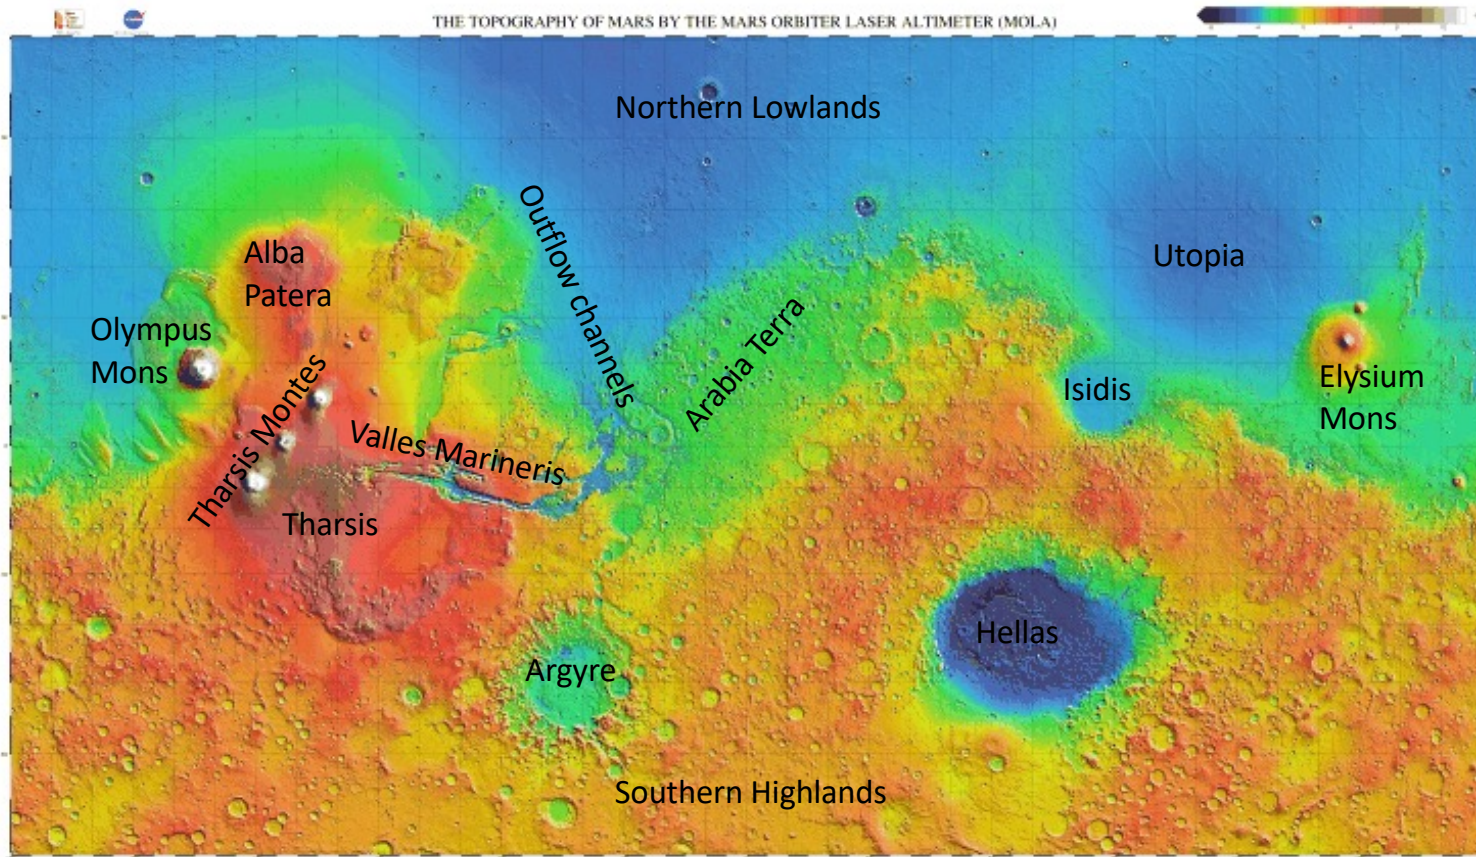 THE TOPOGRAPHY OF MARS BY THE MARS ORBITER LASER ALTIMETER (MOLA)
Northern Lowlands
Outflow channels
Alba
Patera
Utopia
Olympus
Mons
Arabia Terra
Isidis
Elysium
Mons
Tharsis Montes
Valles Marineris
Tharsis
Hellas
Argyre
Southern Highlands